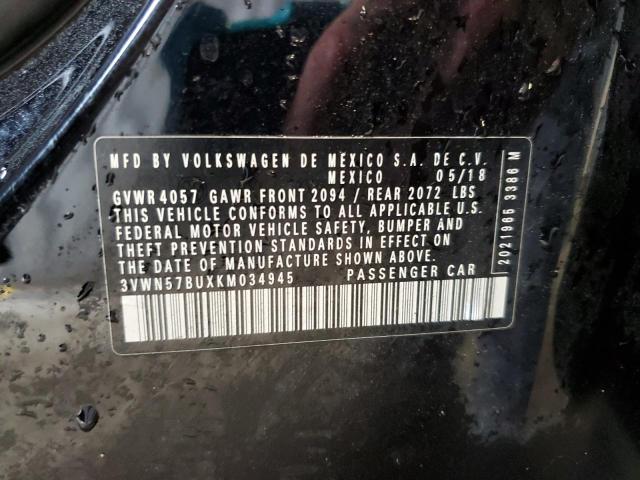 MFD BY VOLKSWAGEN DE MEXICO S.A. DE C.V.
MEXICO 05/18
GVWR 4057 GAWR FRONT 2094 / REAR 2072 LBS
THIS VEHICLE CONFORMS TO ALL APPLICABLE U.S.
FEDERAL MOTOR VEHICLE SAFETY, BUMPER AND
THEFT PREVENTION STANDARDS IN EFFECT ON
THE DATE OF MANUFACTURE SHOWN ABOVE.
3VWN57BUXKM034945 PASSENGER CAR
2021965 3386 M